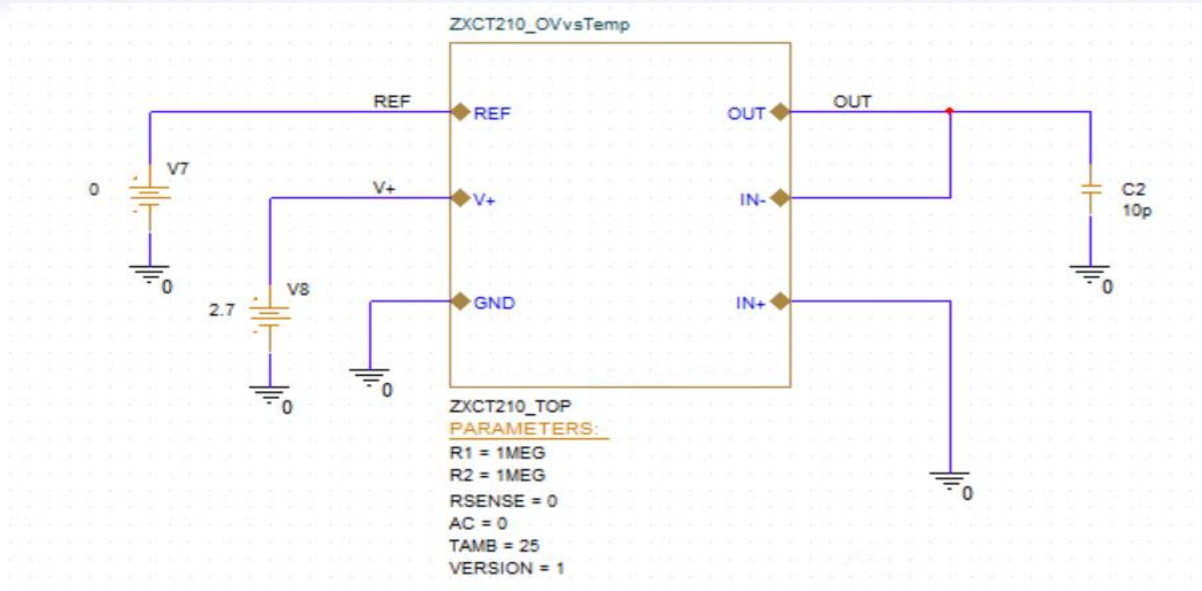 ZXCT210_OVvsTemp
REF
REF
OUT
OUT
V7
0
V+
V+
IN-
C2
10p
0
V8
2.7
GND
IN+
0
0
0
0
ZXCT210_TOP
PARAMETERS:
R1 = 1MEG
R2 = 1MEG
RSENSE = 0
AC = 0
TAMB = 25
VERSION = 1